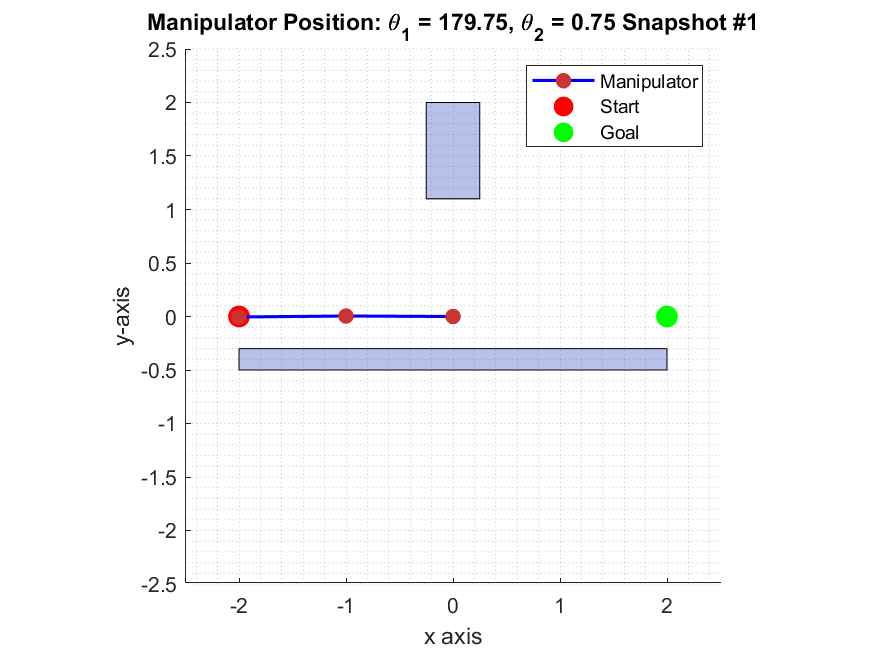 Manipulator Position: θ1 = 179.75, θ2 = 0.75 Snapshot #1
Manipulator
Start
Goal
2.5
2
1.5
1
0.5
0
-0.5
-1
-1.5
-2
-2.5
y-axis
-2 -1 0 1 2
x axis